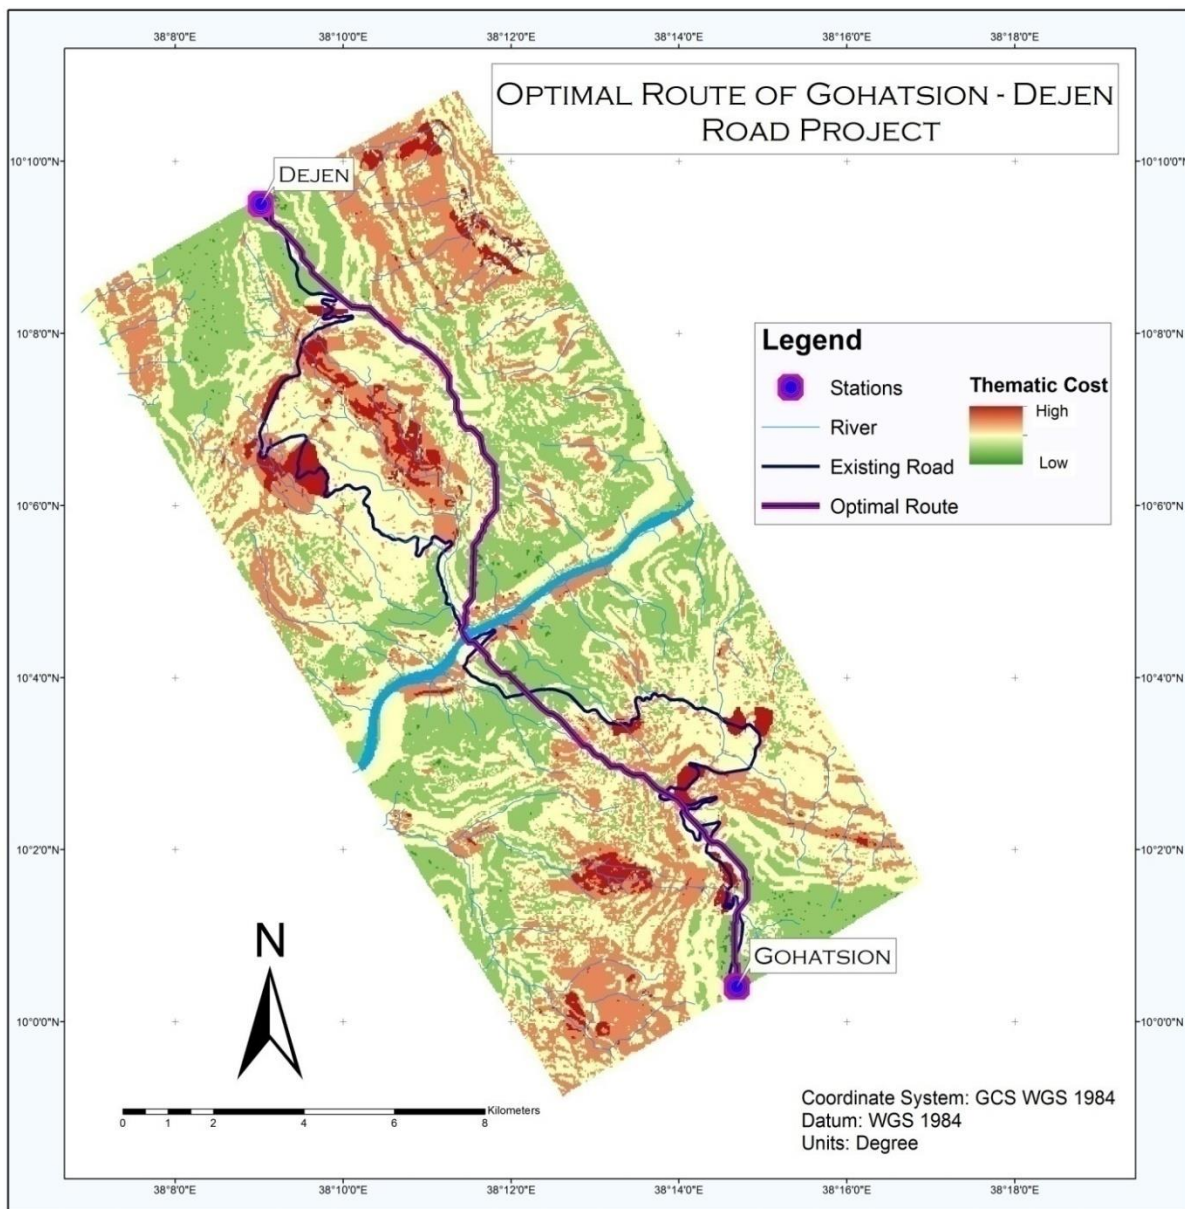 38°8'0"E 38°10'0"E 38°12'0"E 38°14'0"E 38°16'0"E 38°18'0"E
OPTIMAL ROUTE OF GOHATSION - DEJEN
ROAD PROJECT
10°10'0"N 10°10'0"N
DEJEN
10°8'0"N 10°8'0"N
Legend
Stations
River
Existing Road
Optimal Route
Thematic Cost
High
Low
10°6'0"N 10°6'0"N
10°4'0"N 10°4'0"N
10°2'0"N 10°2'0"N
N
GOHATSION
10°0'0"N 10°0'0"N
Kilometers
0 1 2 4 6 8
Coordinate System: GCS WGS 1984
Datum: WGS 1984
Units: Degree
38°8'0"E 38°10'0"E 38°12'0"E 38°14'0"E 38°16'0"E 38°18'0"E